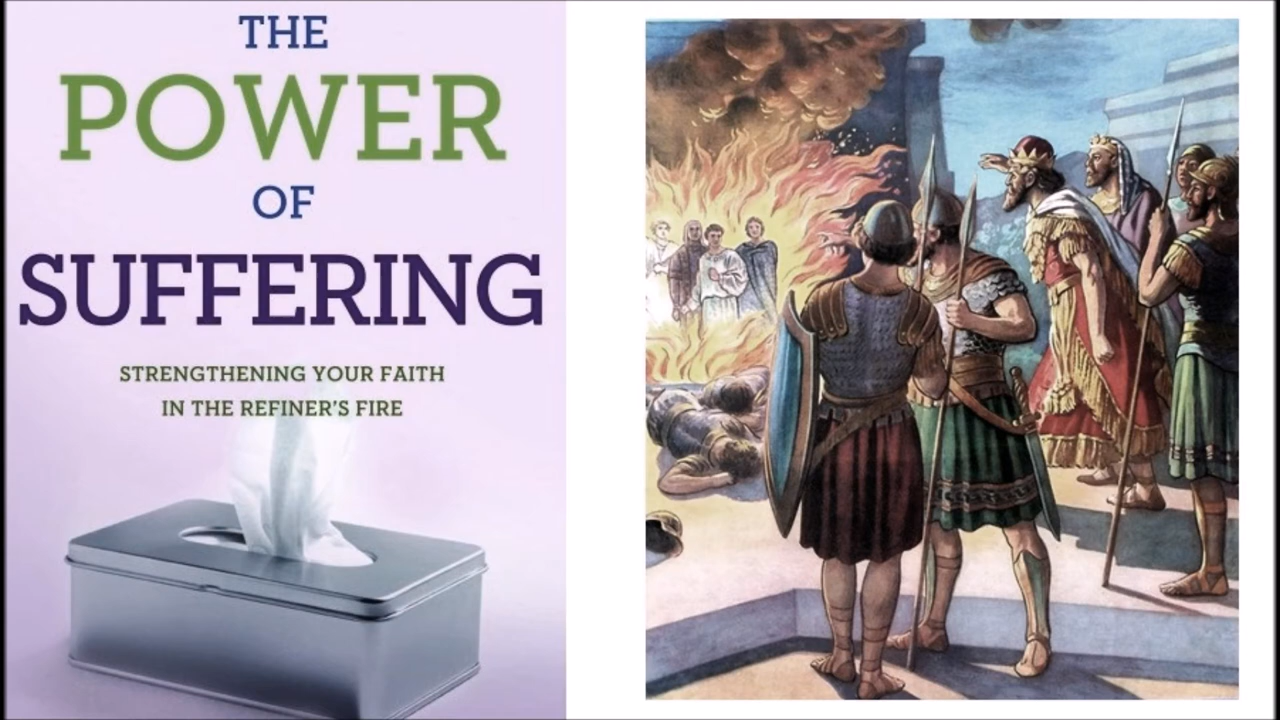 THE
POWER
OF
SUFFERING
STRENGTHENING YOUR FAITH
IN THE REFINER'S FIRE